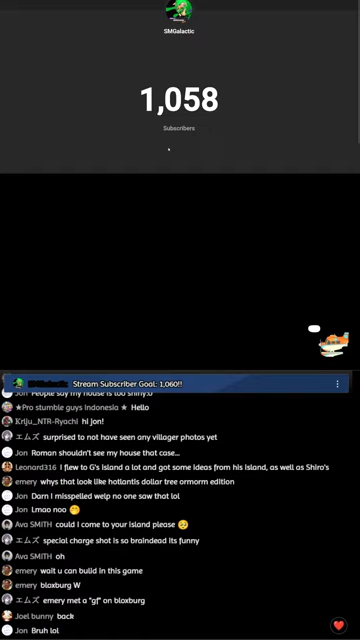 SMGalactic
1,058
Subscribers
SMGalactic Stream Subscriber Goal: 1,060!!
Jon People say my house is too shiny:0
★Pro stumble guys Indonesia ★ Hello
Krlju_NTR-Ryachi hi jon!
エムズ surprised to not have seen any villager photos yet
Jon Roman shouldn't see my house that case...
Leonard316 I flew to G's Island a lot and got some ideas from his island, as well as Shiro's
emery whys that look like hotlantis dollar tree ormorm edition
Jon Darn I misspelled welp no one saw that lol
Jon Lmao noo 🤭
Ava SMITH could I come to your island please 🥺
エムズ special charge shot is so braindead its funny
Ava SMITH oh
emery wait u can bulid in this game
emery bloxburg W
エムズ emery met a "gf" on bloxburg
Joel bunny back
Jon Bruh lol